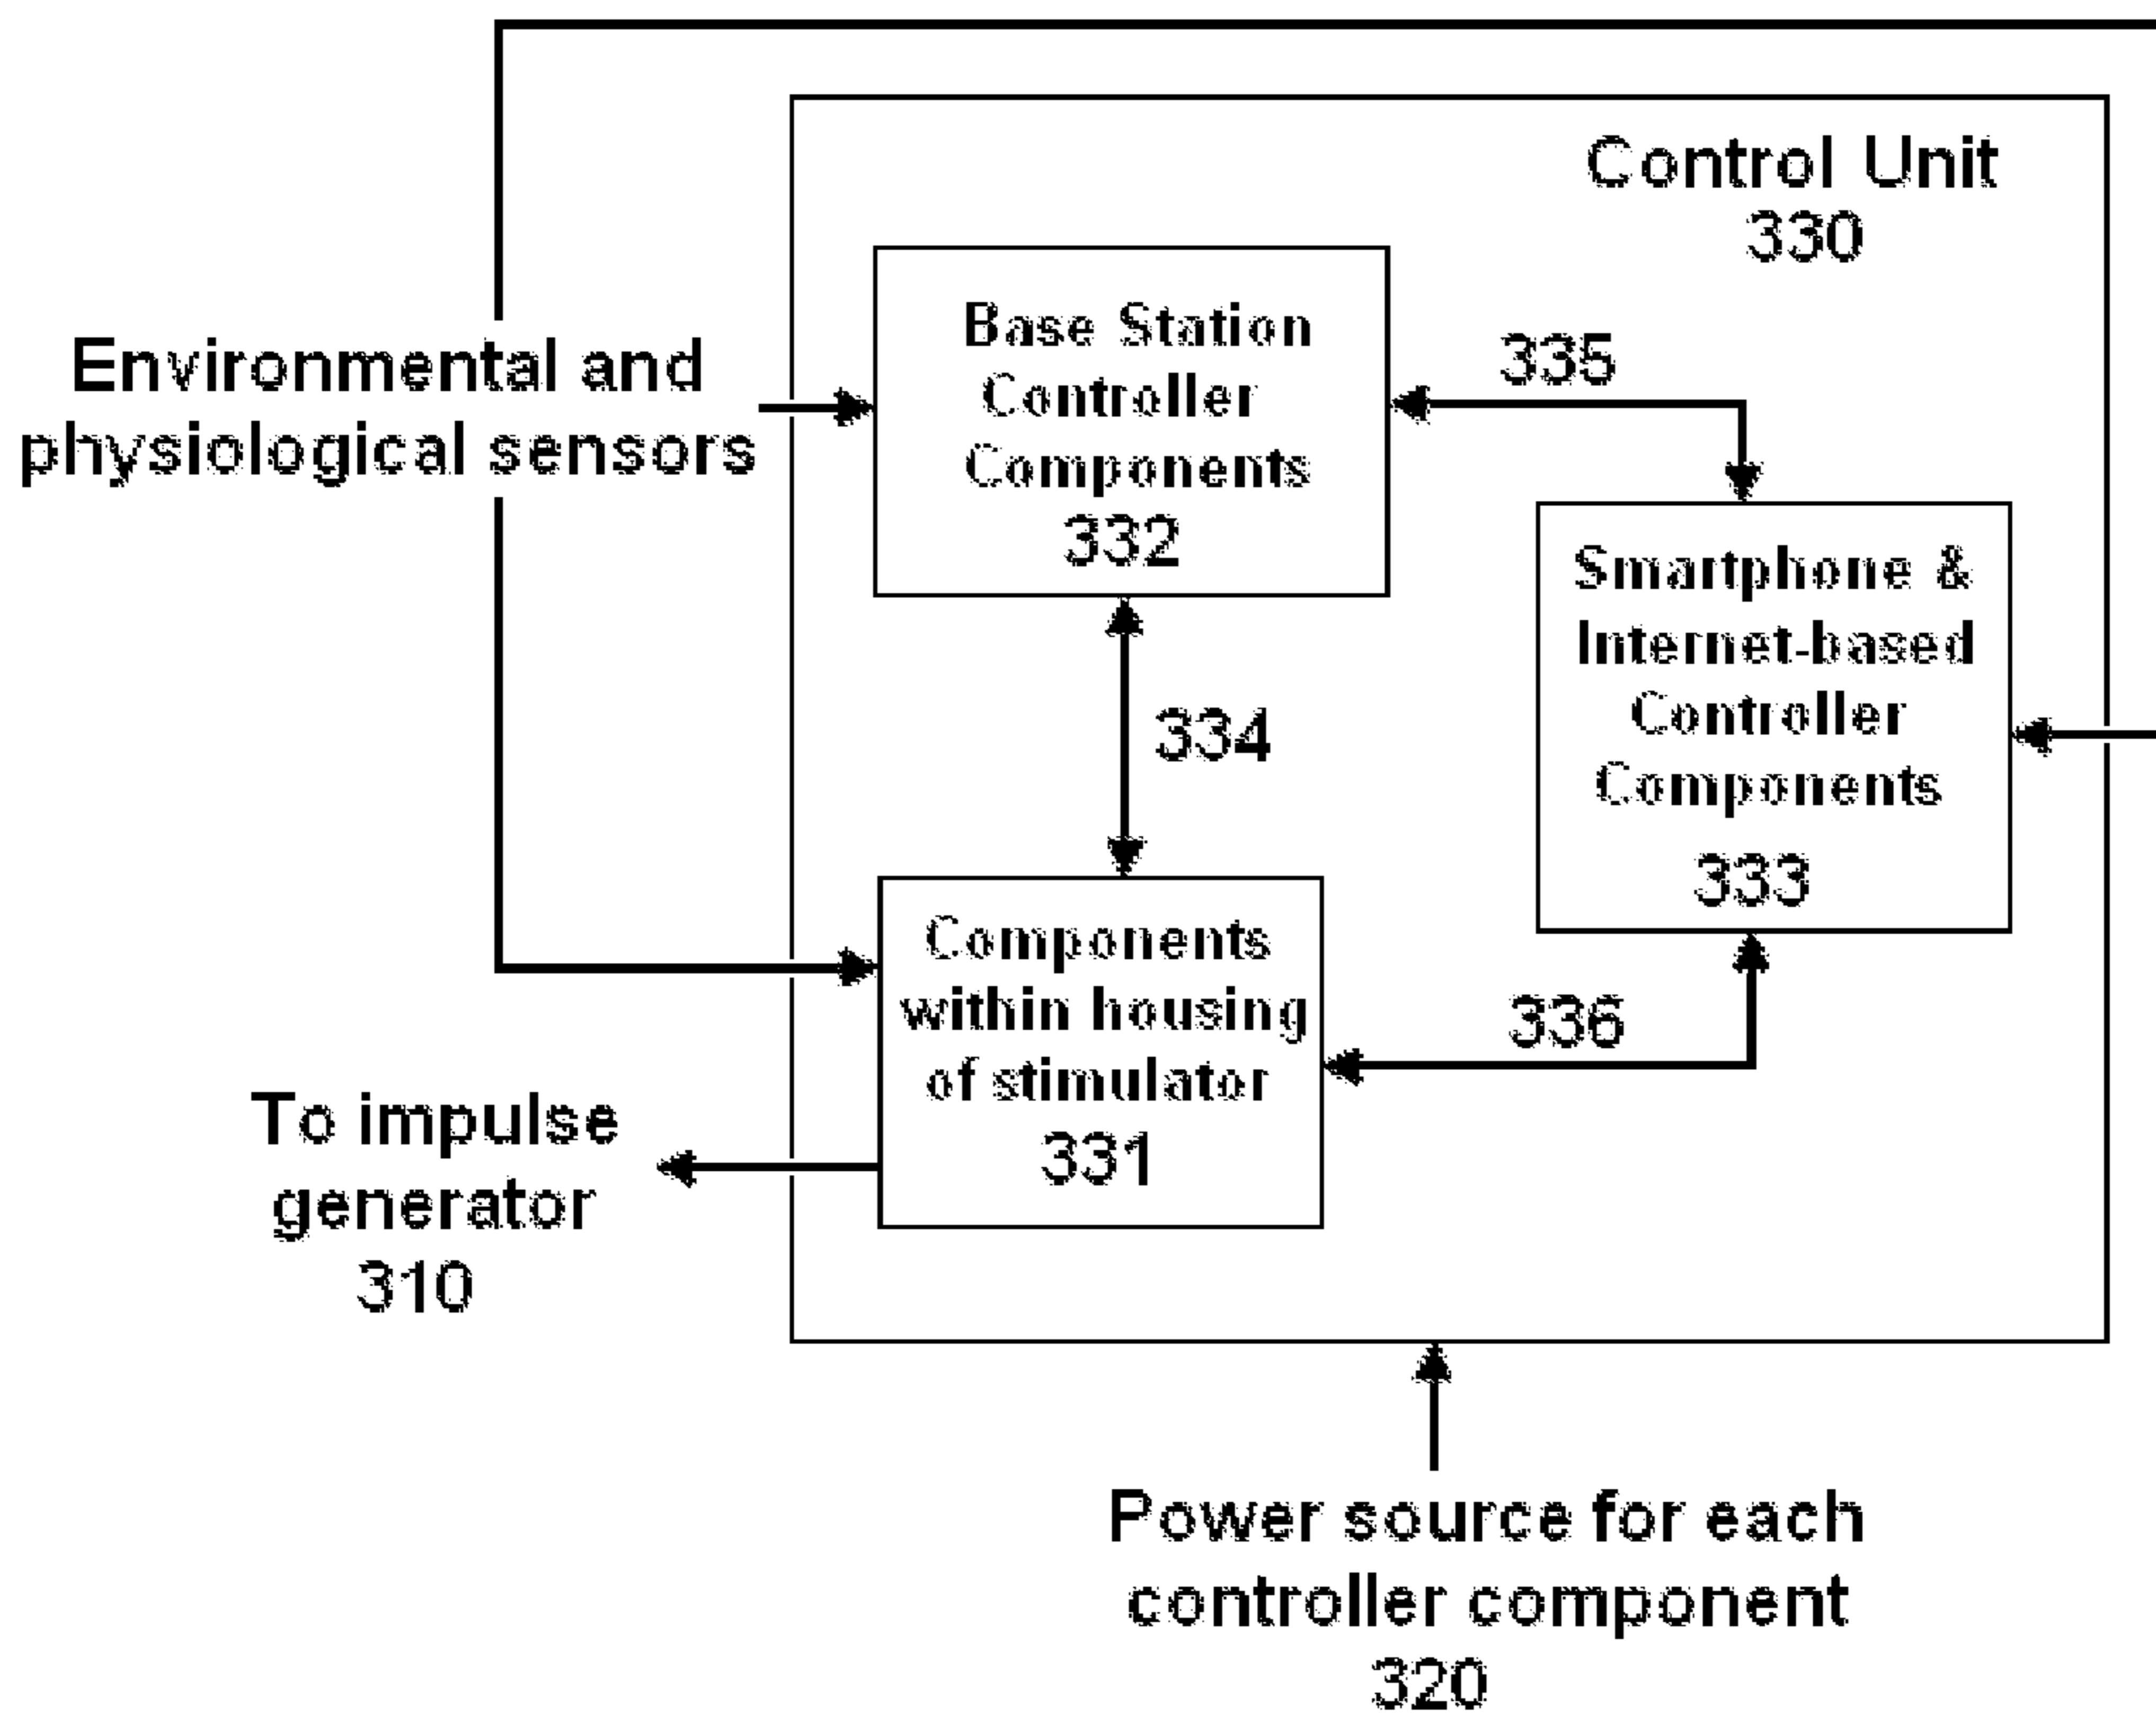 Control Unit
330
Base Station
Controller
Components
332
335
Environmental and
physiological sensors
Smartphone &
Internet-based
Controller
Components
333
334
Components
within housing
of stimulator
331
336
To impulse
generator
310
Power source for each
controller component
320